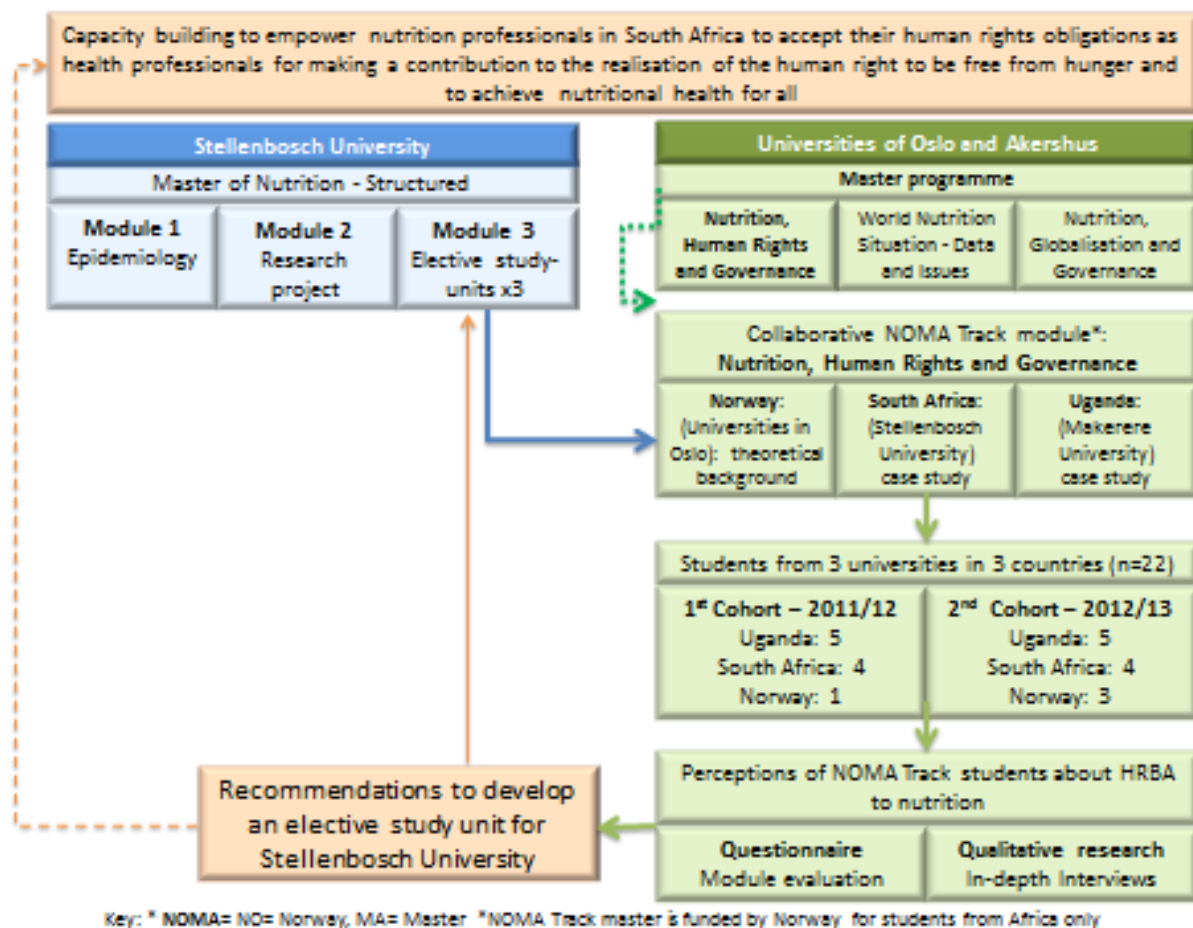 Capacity building to empower nutrition professionals in South Africa to accept their human rights obligations as
health professionals for making a contribution to the realisation of the human right to be free from hunger and
to achieve nutritional health for all
Stellenbosch University
Master of Nutrition - Structured
Module 1
Epidemiology
Module 2
Research
project
Module 3
Elective study-
units x3
Universities of Oslo and Akershus
Master programme
Nutrition,
Human Rights
and Governance
World Nutrition
Situation - Data
and Issues
Nutrition,
Globalisation and
Governance
Collaborative NOMA Track module*:
Nutrition, Human Rights and Governance
Norway:
(Universities in
Oslo): theoretical
background
South Africa:
(Stellenbosch
University)
case study
Uganda:
(Makerere
University)
case study
Students from 3 universities in 3 countries (n=22)
1st Cohort – 2011/12
Uganda: 5
South Africa: 4
Norway: 1
2nd Cohort – 2012/13
Uganda: 5
South Africa: 4
Norway: 3
Perceptions of NOMA Track students about HRBA
to nutrition
Questionnaire
Module evaluation
Qualitative research
In-depth Interviews
Recommendations to develop
an elective study unit for
Stellenbosch University
Key: * NOMA= NO= Norway, MA= Master *NOMA Track master is funded by Norway for students from Africa only